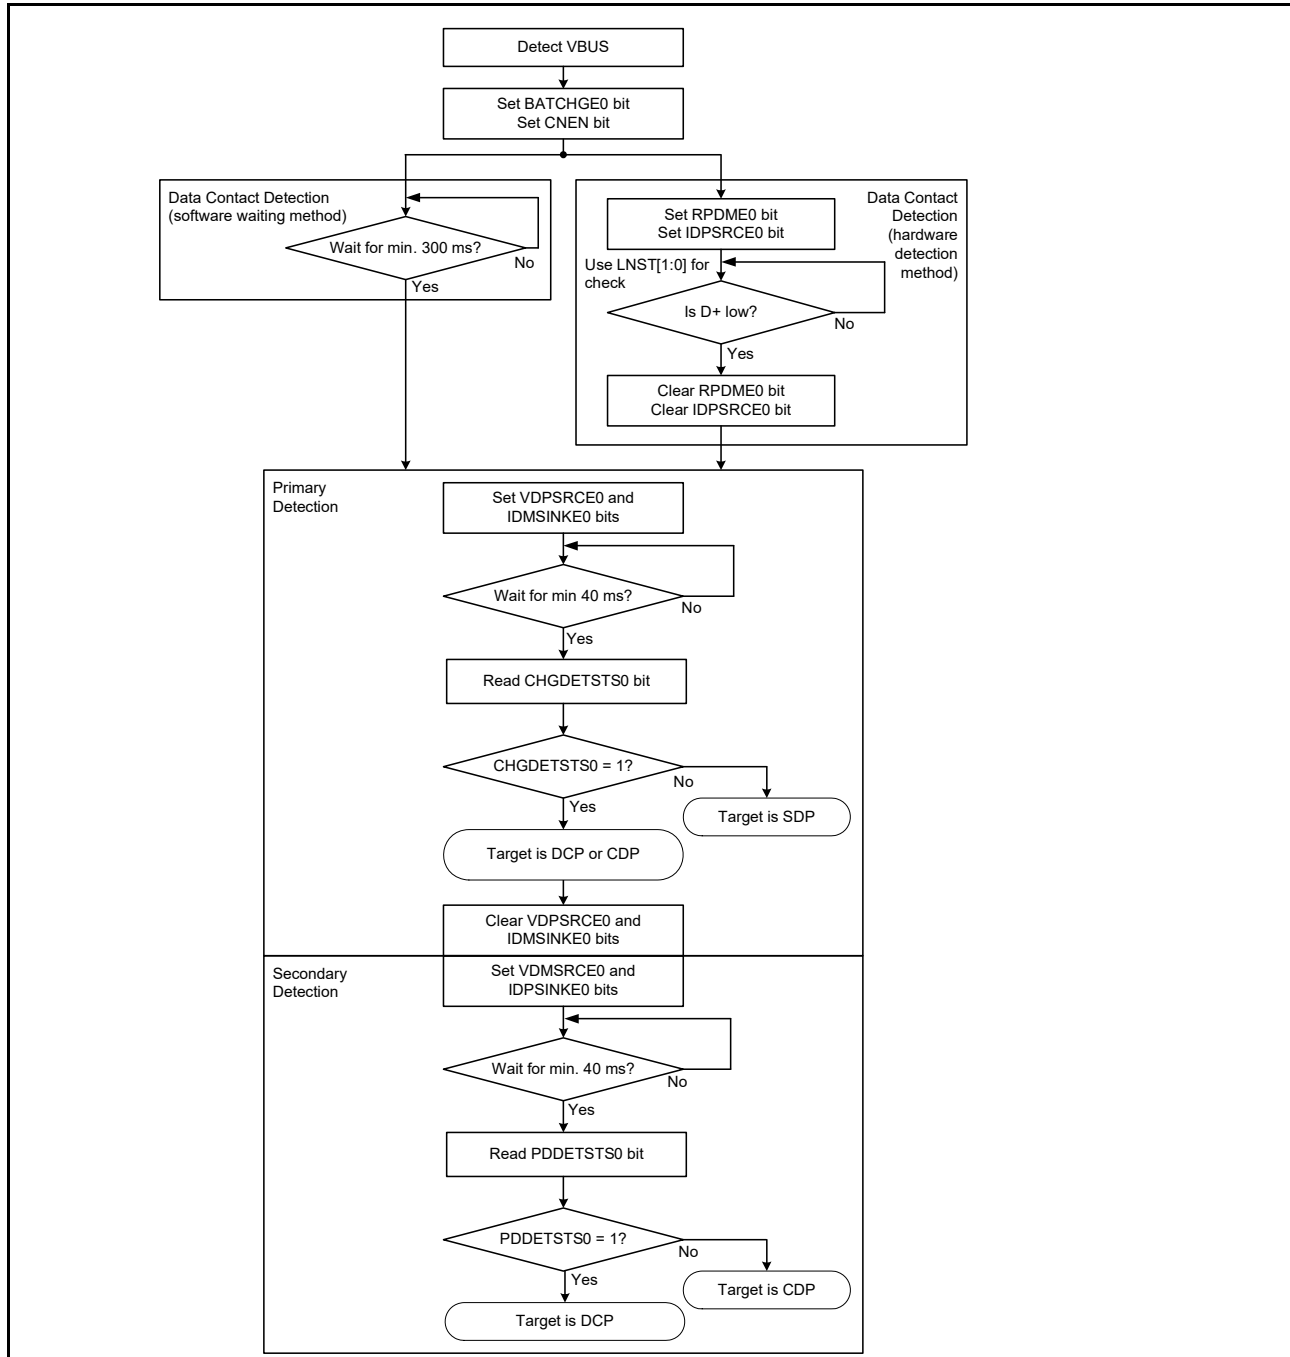 Detect VBUS
Set BATCHGE0 bit
Set CNEN bit
Data Contact Detection
(software waiting method)
Wait for min. 300 ms?
No
Yes
Data Contact
Detection
(hardware
detection
method)
Set RPDME0 bit
Set IDPSRCE0 bit
Use LNST[1:0] for
check
Is D+ low?
No
Yes
Clear RPDME0 bit
Clear IDPSRCE0 bit
Primary
Detection
Set VDPSRCE0 and
IDMSINKE0 bits
Wait for min 40 ms?
No
Yes
Read CHGDETSTS0 bit
CHGDETSTS0 = 1?
No
Yes
Target is SDP
Target is DCP or CDP
Clear VDPSRCE0 and
IDMSINKE0 bits
Secondary
Detection
Set VDMSRCE0 and
IDPSINKE0 bits
Wait for min. 40 ms?
No
Yes
Read PDDETSTS0 bit
PDDETSTS0 = 1?
No
Yes
Target is CDP
Target is DCP